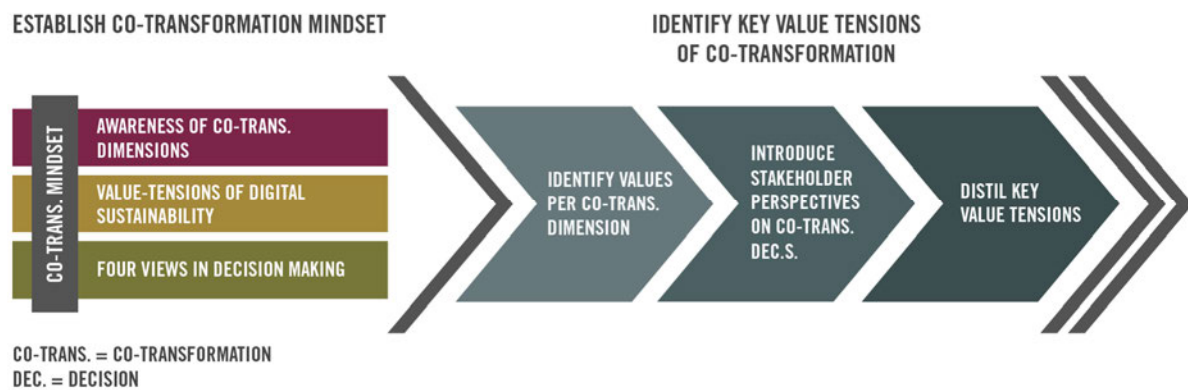 ESTABLISH CO-TRANSFORMATION MINDSET
CO-TRANS. MINDSET
AWARENESS OF CO-TRANS.
DIMENSIONS
VALUE-TENSIONS OF DIGITAL
SUSTAINABILITY
FOUR VIEWS IN DECISION MAKING
CO-TRANS. = CO-TRANSFORMATION
DEC. = DECISION
IDENTIFY KEY VALUE TENSIONS
OF CO-TRANSFORMATION
IDENTIFY VALUES
PER CO-TRANS.
DIMENSION
INTRODUCE
STAKEHOLDER
PERSPECTIVES
ON CO-TRANS.
DEC.S.
DISTIL KEY
VALUE TENSIONS